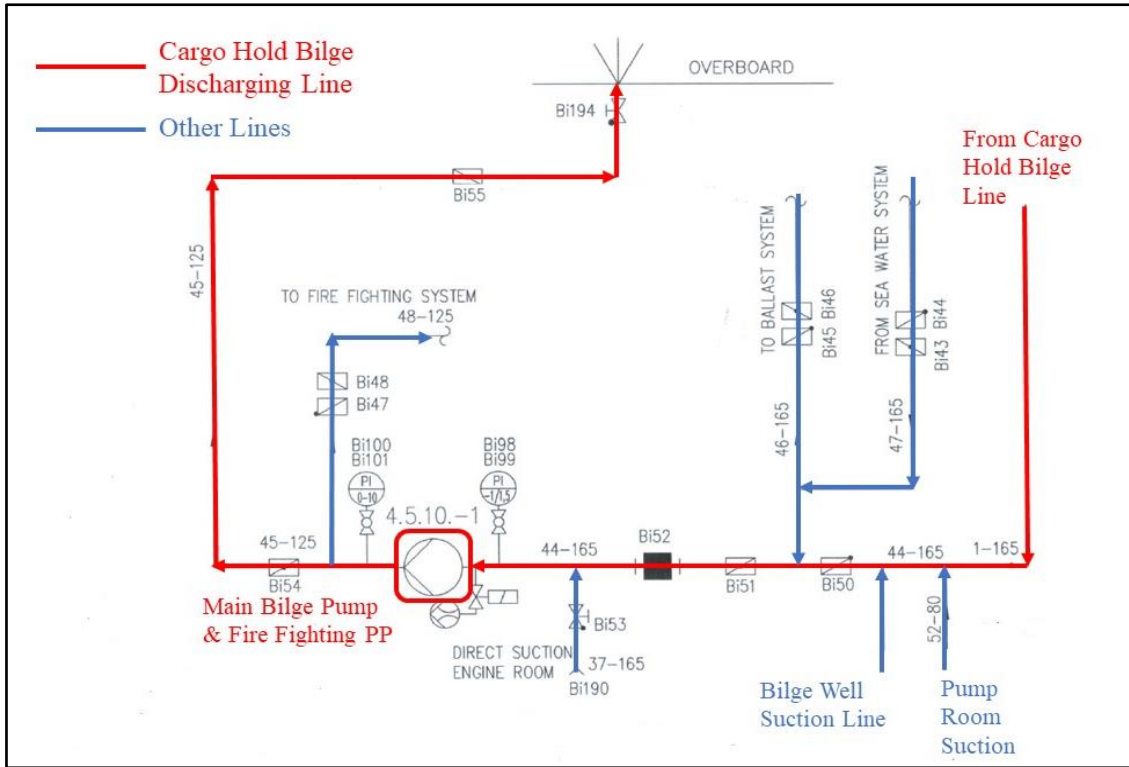 Cargo Hold Bilge
Discharging Line
Other Lines
OVERBOARD
Bi194
From Cargo
Hold Bilge
Line
Bi55
45-125
TO FIRE FIGHTING SYSTEM
48-125
TO BALLAST SYSTEM
Bi45 Bi46
FROM SEA WATER SYSTEM
Bi43 Bi44
Bi48
Bi47
46-165
47-165
Bi100
Bi101
PI
0-10
Bi98
Bi99
PI
-1/1,5
4.5.10.-1
45-125
Bi54
44-165
Bi52
Bi51
Bi50
44-165
1-165
Main Bilge Pump
& Fire Fighting PP
Bi53
DIRECT SUCTION
ENGINE ROOM
37-165
Bi190
52-80
Bilge Well
Suction Line
Pump
Room
Suction